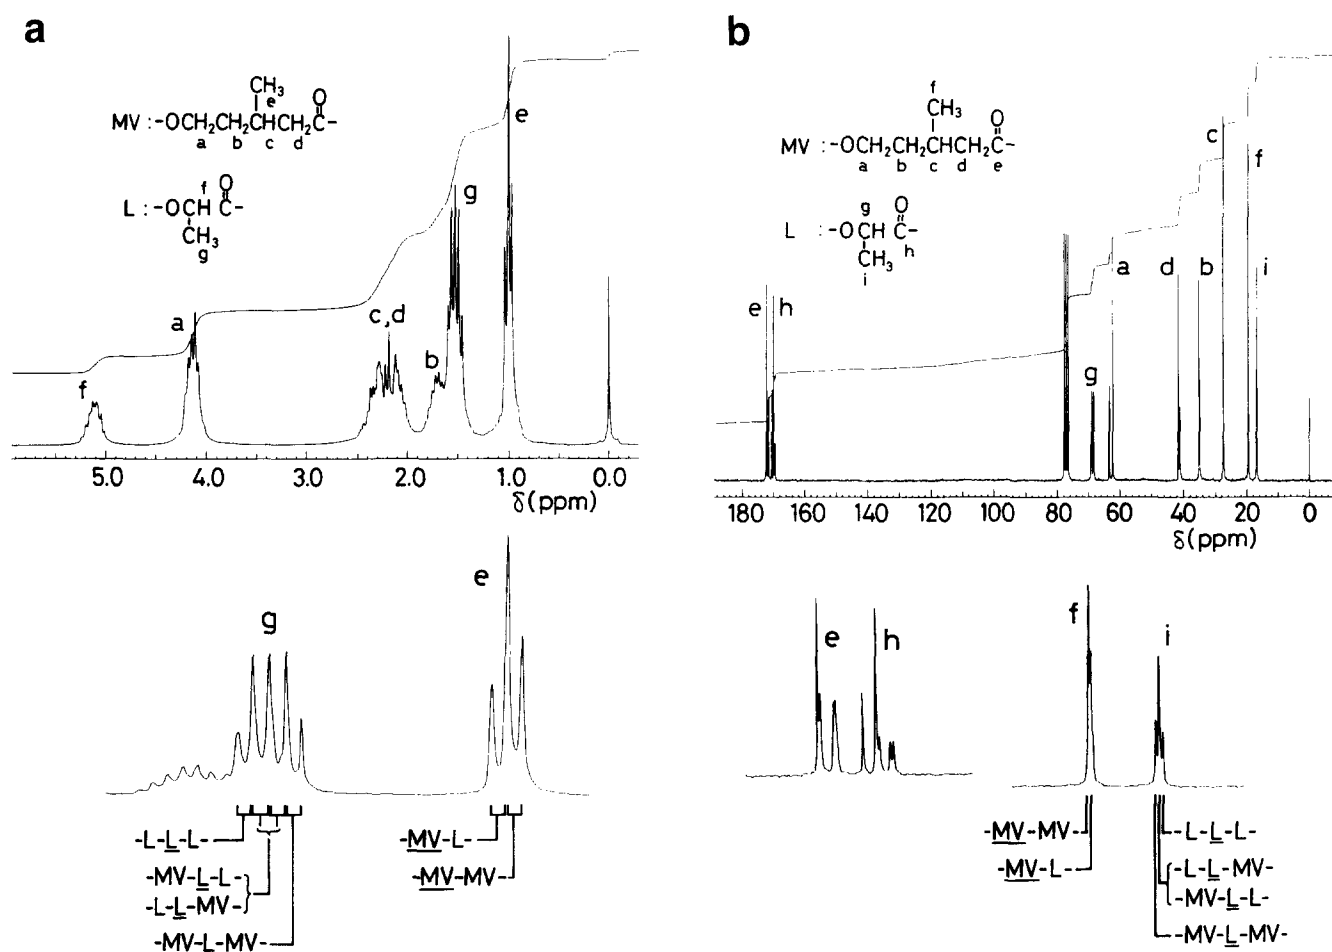 a
CH₃
e
O
MV : -OCH₂CH₂CHCH₂C-
a b c d
f O
L : -OCH C-
CH₃
g
f
a
c,d
b
g
e
5.0 4.0 3.0 2.0 1.0 0.0
δ(ppm)
g
e
-L-L-L-
-MV-L-L-
-L-L-MV-
-MV-L-MV-
-MV-L-
-MV-MV-
b
f
CH₃
O
MV : -OCH₂CH₂CHCH₂C-
a b c d e
g O
L : -OCH C-
CH₃ h
i
e
h
g
a
d
b
c
f
i
180 160 140 120 100 80 60 40 20 0
δ(ppm)
e
h
f
i
-MV-MV-
-MV-L-
-L-L-L-
-L-L-MV-
-MV-L-L-
-MV-L-MV-